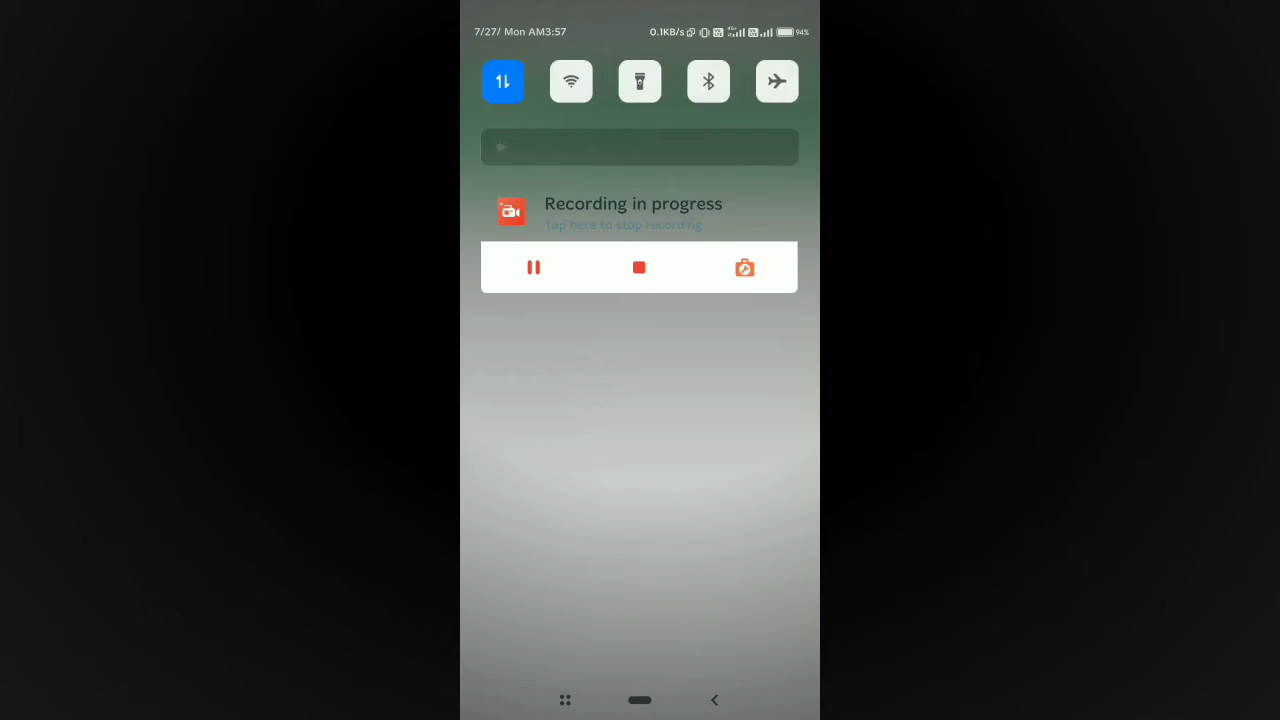 7/27/ Mon AM3:57 0.1KB/s 94%
Recording in progress
Tap here to stop recording